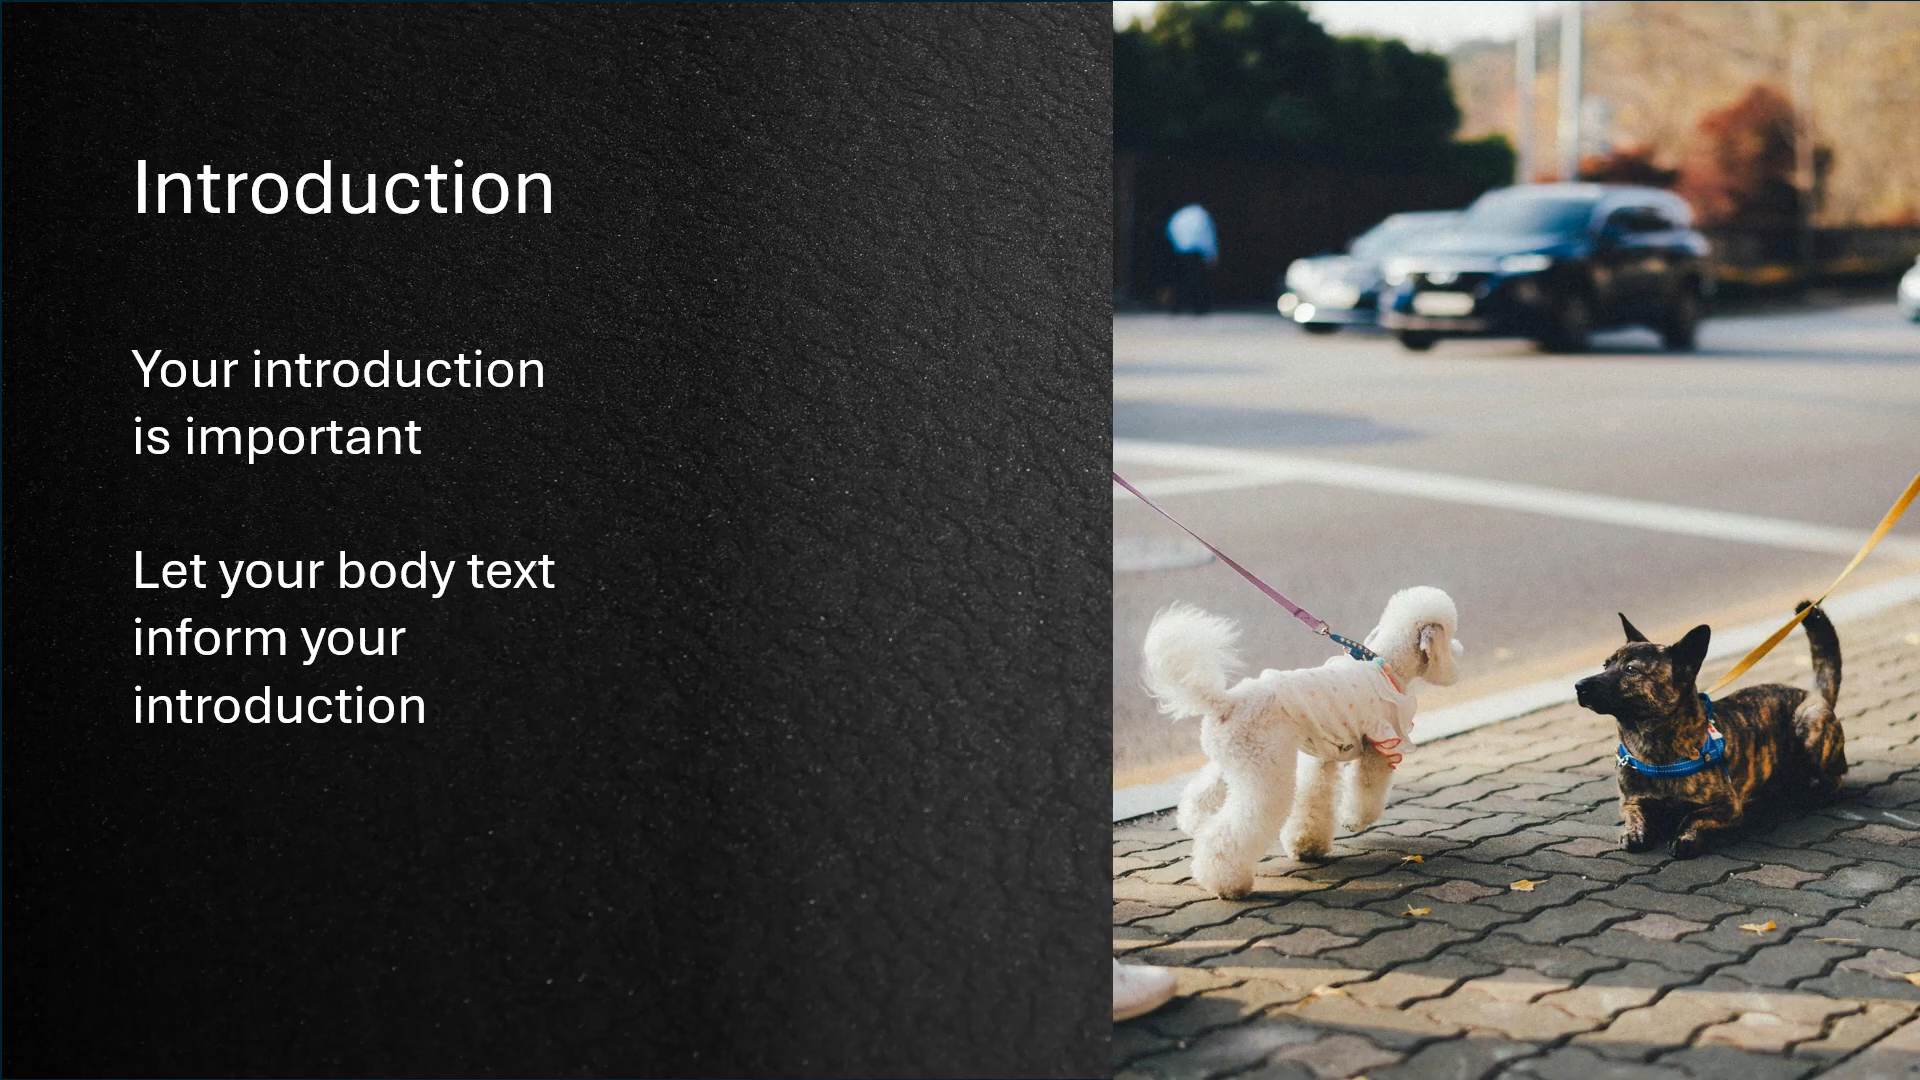 Introduction
Your introduction
is important
Let your body text
inform your
introduction